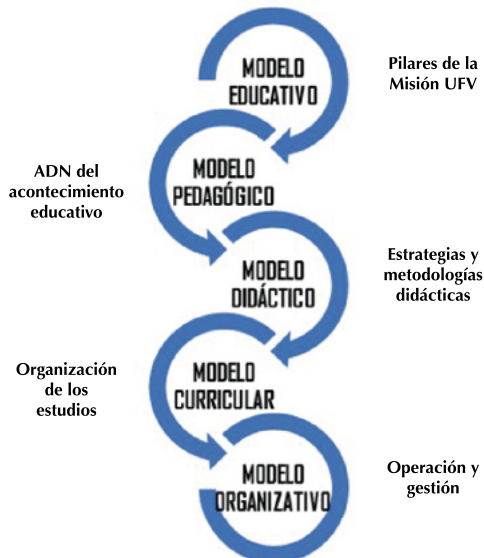 MODELO
EDUCATIVO
Pilares de la
Misión UFV
ADN del
acontecimiento
educativo
MODELO
PEDAGÓGICO
MODELO
DIDÁCTICO
Estrategias y
metodologías
didácticas
Organización
de los
estudios
MODELO
CURRICULAR
MODELO
ORGANIZATIVO
Operación y
gestión